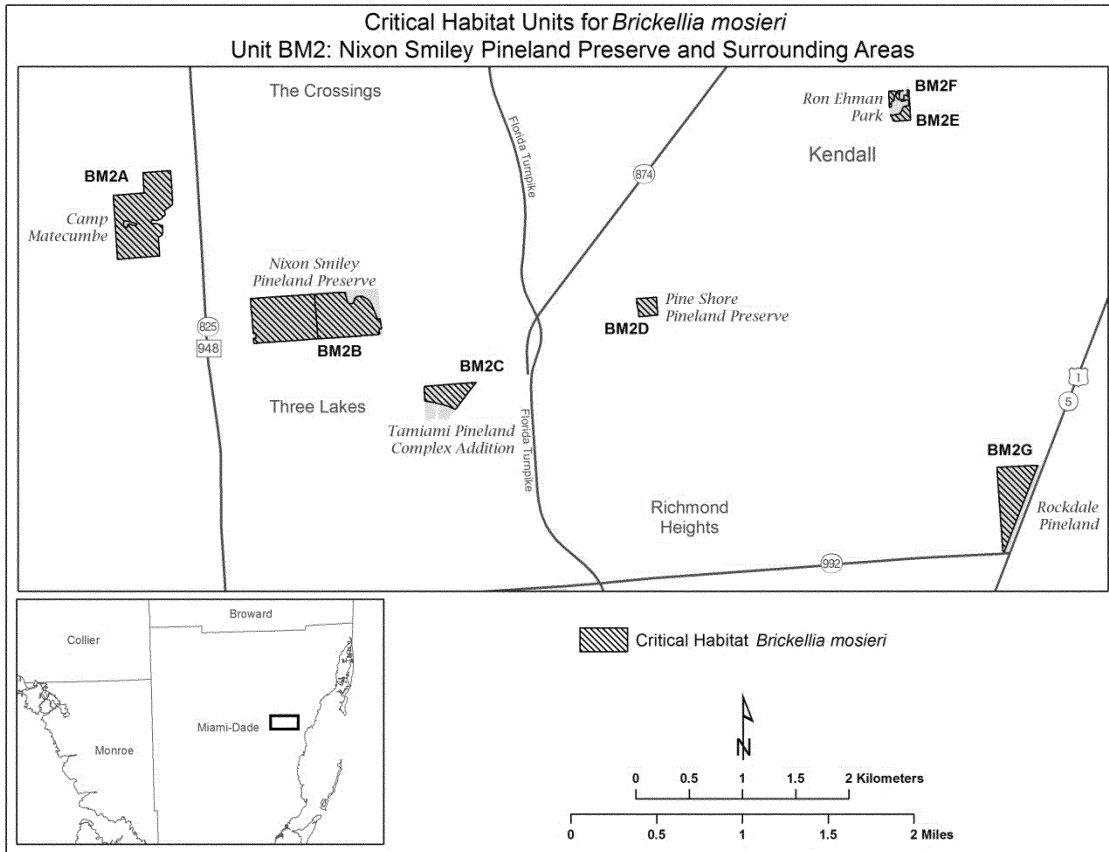 Critical Habitat Units for Brickellia mosieri
Unit BM2: Nixon Smiley Pineland Preserve and Surrounding Areas
The Crossings
Florida Turnpike
Ron Ehman
Park
BM2F
BM2E
Kendall
874
BM2A
Camp
Matecumbe
Nixon Smiley
Pineland Preserve
BM2B
825
948
Pine Shore
Pineland Preserve
BM2D
BM2C
Three Lakes
Tamiami Pineland
Complex Addition
Florida Turnpike
1
5
BM2G
Rockdale
Pineland
Richmond
Heights
992
Broward
Collier
Miami-Dade
Monroe
Critical Habitat Brickellia mosieri
N
0 0.5 1 1.5 2 Kilometers
0 0.5 1 1.5 2 Miles